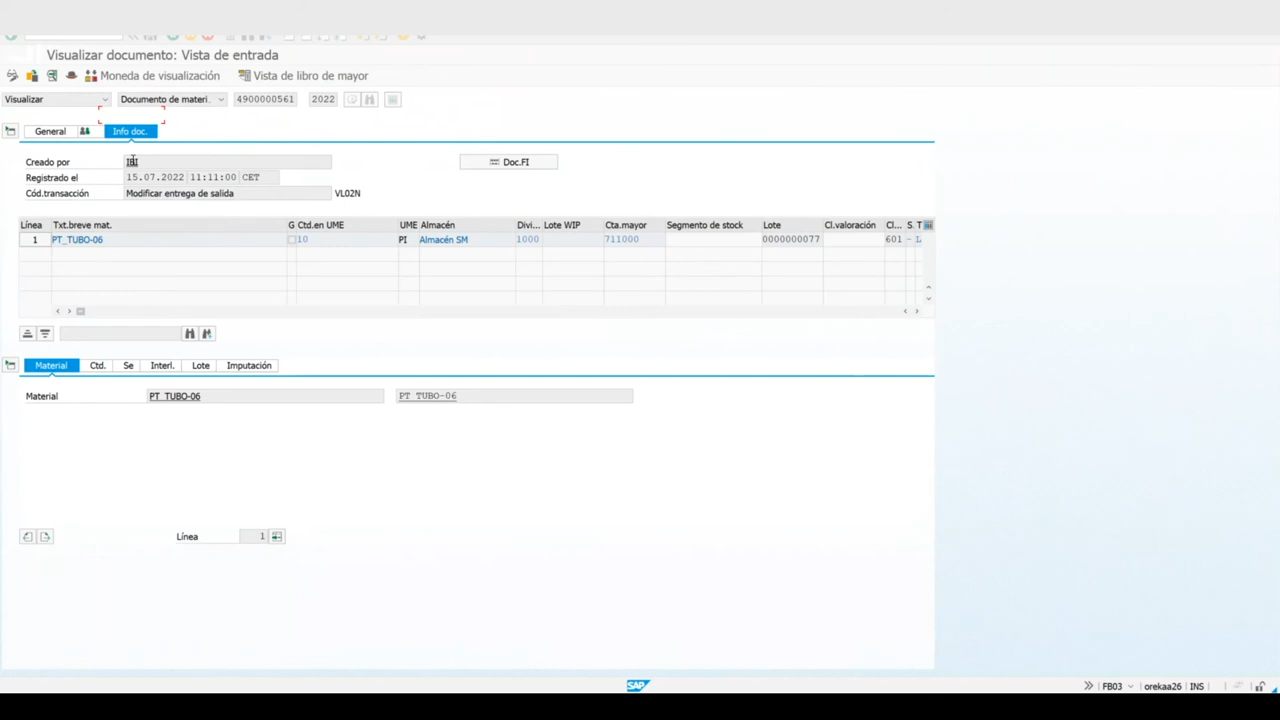 Visualizar documento: Vista de entrada
Moneda de visualización Vista de libro de mayor
Visualizar Documento de materi. 4900000561 2022
General Info doc.
Creado por Doc.FI
Registrado el 15.07.2022 11:11:00 CET
Cód.transacción Modificar entrega de salida VL02N
Línea Txt.breve mat. G Ctd.en UME UME Almacén Divi... Lote WIP Cta.mayor Segmento de stock Lote Cl.valoración Cl... S. T
1 PT_TUBO-06 10 PI Almacén SM 1000 711000 0000000077 601 -
Material Ctd. Se Interl. Lote Imputación
Material PT_TUBO-06 PT_TUBO-06
Línea 1
SAP FB03 orekaa26 INS